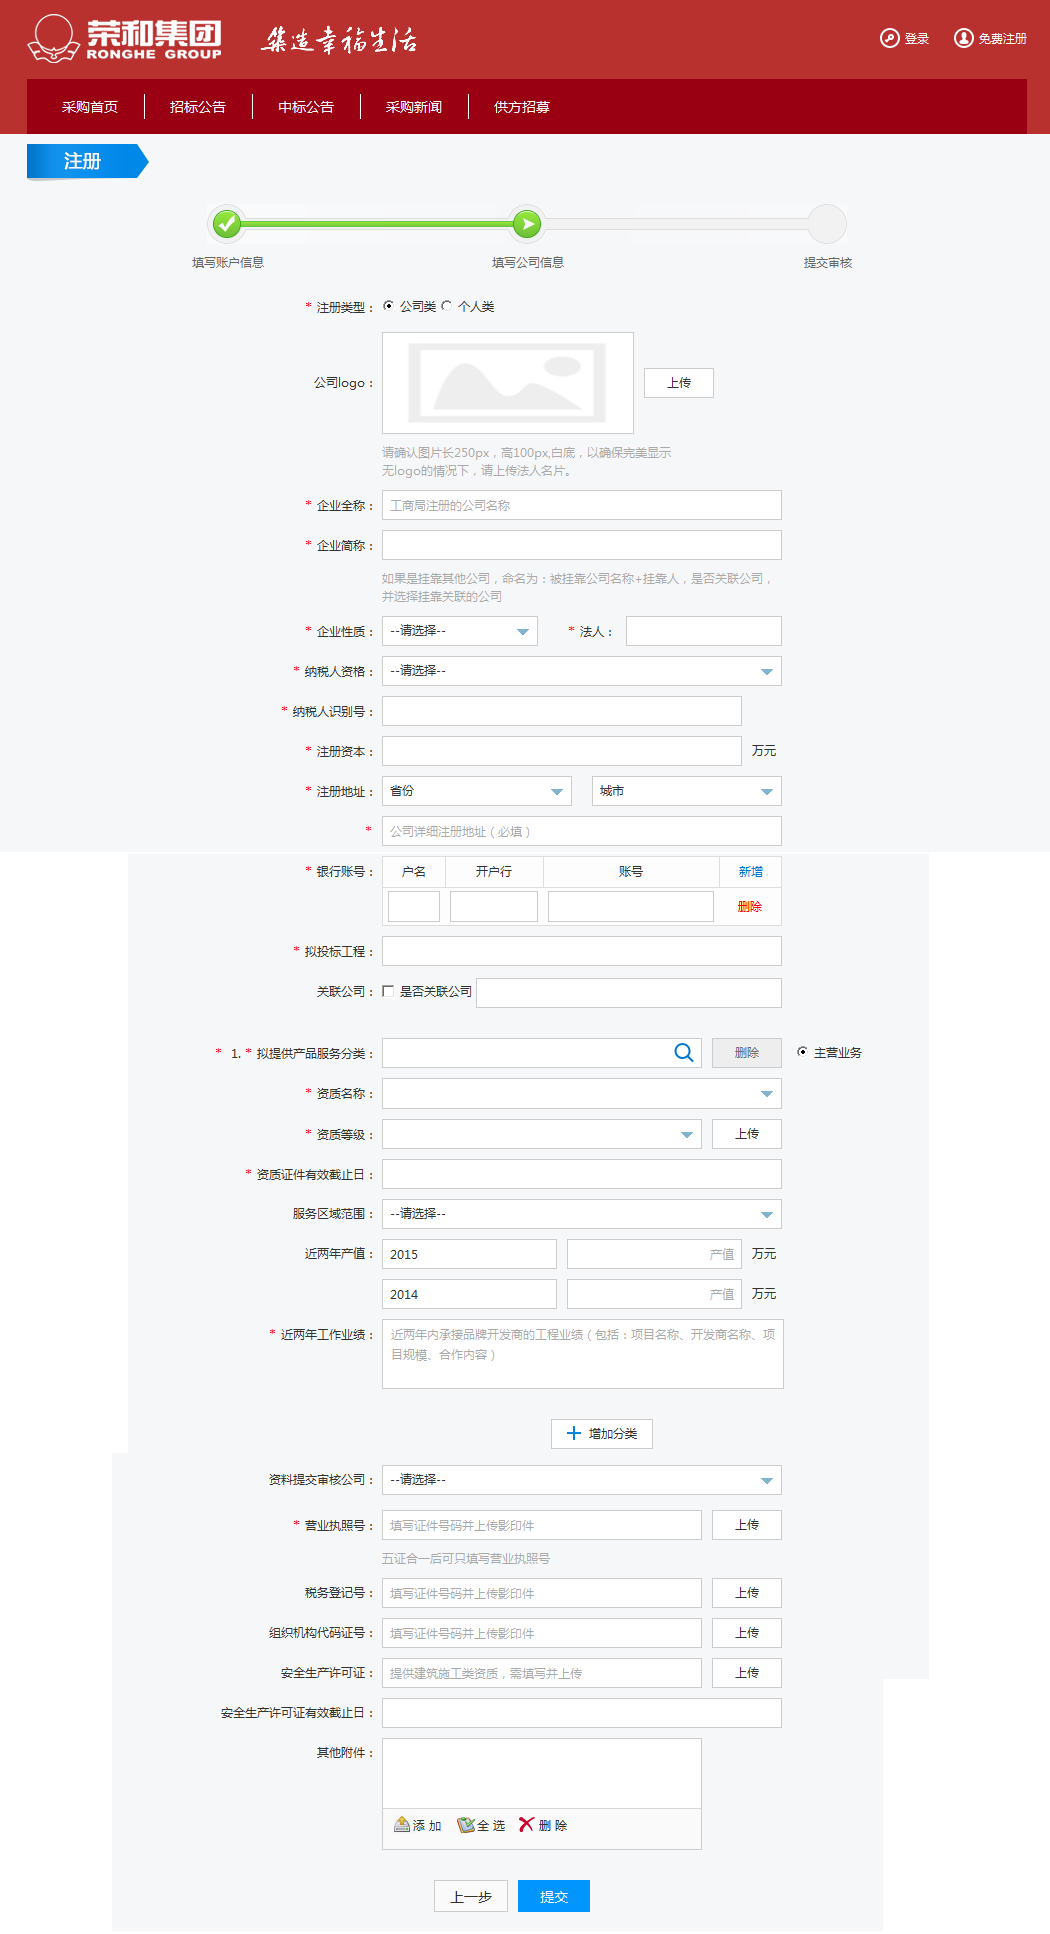 荣和集团
RONGHE GROUP
集造幸福生活
登录 免费注册
采购首页 招标公告 中标公告 采购新闻 供方招募
注册
填写账户信息 填写公司信息 提交审核
* 注册类型： 公司类 个人类
公司logo： 上传
请确认图片长250px，高100px,白底，以确保完美显示
无logo的情况下，请上传法人名片。
* 企业全称： 工商局注册的公司名称
* 企业简称：
如果是挂靠其他公司，命名为：被挂靠公司名称+挂靠人，是否关联公司，
并选择挂靠关联的公司
* 企业性质： --请选择-- * 法人：
* 纳税人资格： --请选择--
* 纳税人识别号：
* 注册资本： 万元
* 注册地址： 省份 城市
* 公司详细注册地址（必填）
* 银行账号： 户名 开户行 账号 新增
删除
* 拟投标工程：
关联公司： 是否关联公司
* 1. * 拟提供产品服务分类： 删除 主营业务
* 资质名称：
* 资质等级： 上传
* 资质证件有效截止日：
服务区域范围： --请选择--
近两年产值： 2015 产值 万元
2014 产值 万元
* 近两年工作业绩： 近两年内承接品牌开发商的工程业绩（包括：项目名称、开发商名称、项
目规模、合作内容）
增加分类
资料提交审核公司： --请选择--
* 营业执照号： 填写证件号码并上传影印件 上传
五证合一后可只填写营业执照号
税务登记号： 填写证件号码并上传影印件 上传
组织机构代码证号： 填写证件号码并上传影印件 上传
安全生产许可证： 提供建筑施工类资质，需填写并上传 上传
安全生产许可证有效截止日：
其他附件：
添加 全选 删除
上一步 提交